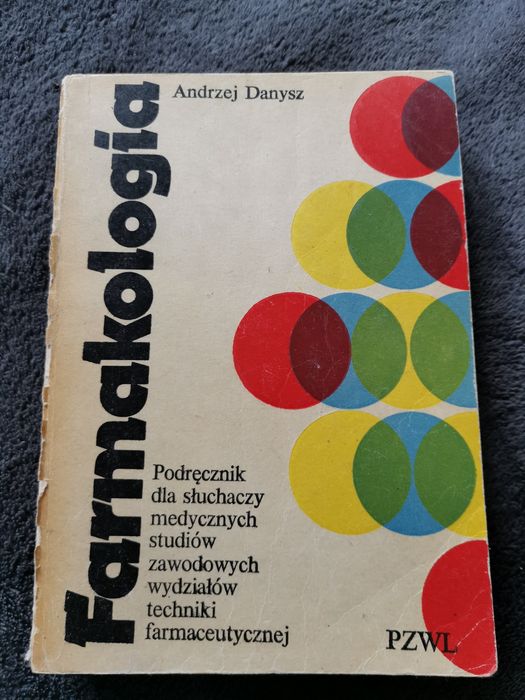 Andrzej Danysz
Farmakologia
Podręcznik
dla słuchaczy
medycznych
studiów
zawodowych
wydziałów
techniki
farmaceutycznej
PZWL